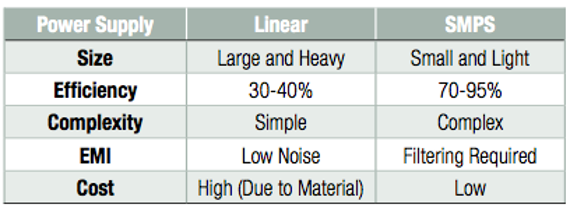 Power Supply Linear SMPS
Size Large and Heavy Small and Light
Efficiency 30-40% 70-95%
Complexity Simple Complex
EMI Low Noise Filtering Required
Cost High (Due to Material) Low